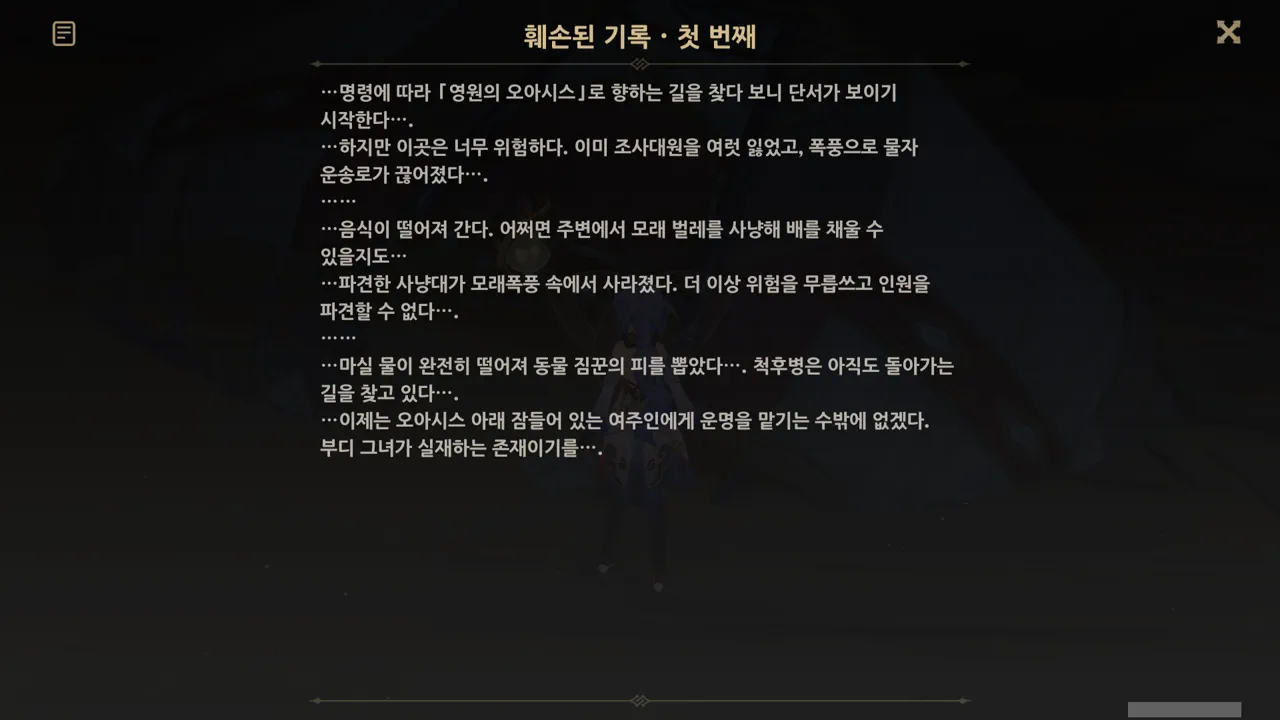 훼손된 기록 · 첫 번째
…명령에 따라 「영원의 오아시스」로 향하는 길을 찾다 보니 단서가 보이기
시작한다….
…하지만 이곳은 너무 위험하다. 이미 조사대원을 여럿 잃었고, 폭풍으로 물자
운송로가 끊어졌다….
……
…음식이 떨어져 간다. 어쩌면 주변에서 모래 벌레를 사냥해 배를 채울 수
있을지도…
…파견한 사냥대가 모래폭풍 속에서 사라졌다. 더 이상 위험을 무릅쓰고 인원을
파견할 수 없다….
……
…마실 물이 완전히 떨어져 동물 짐꾼의 피를 뽑았다…. 척후병은 아직도 돌아가는
길을 찾고 있다….
…이제는 오아시스 아래 잠들어 있는 여주인에게 운명을 맡기는 수밖에 없겠다.
부디 그녀가 실재하는 존재이기를….